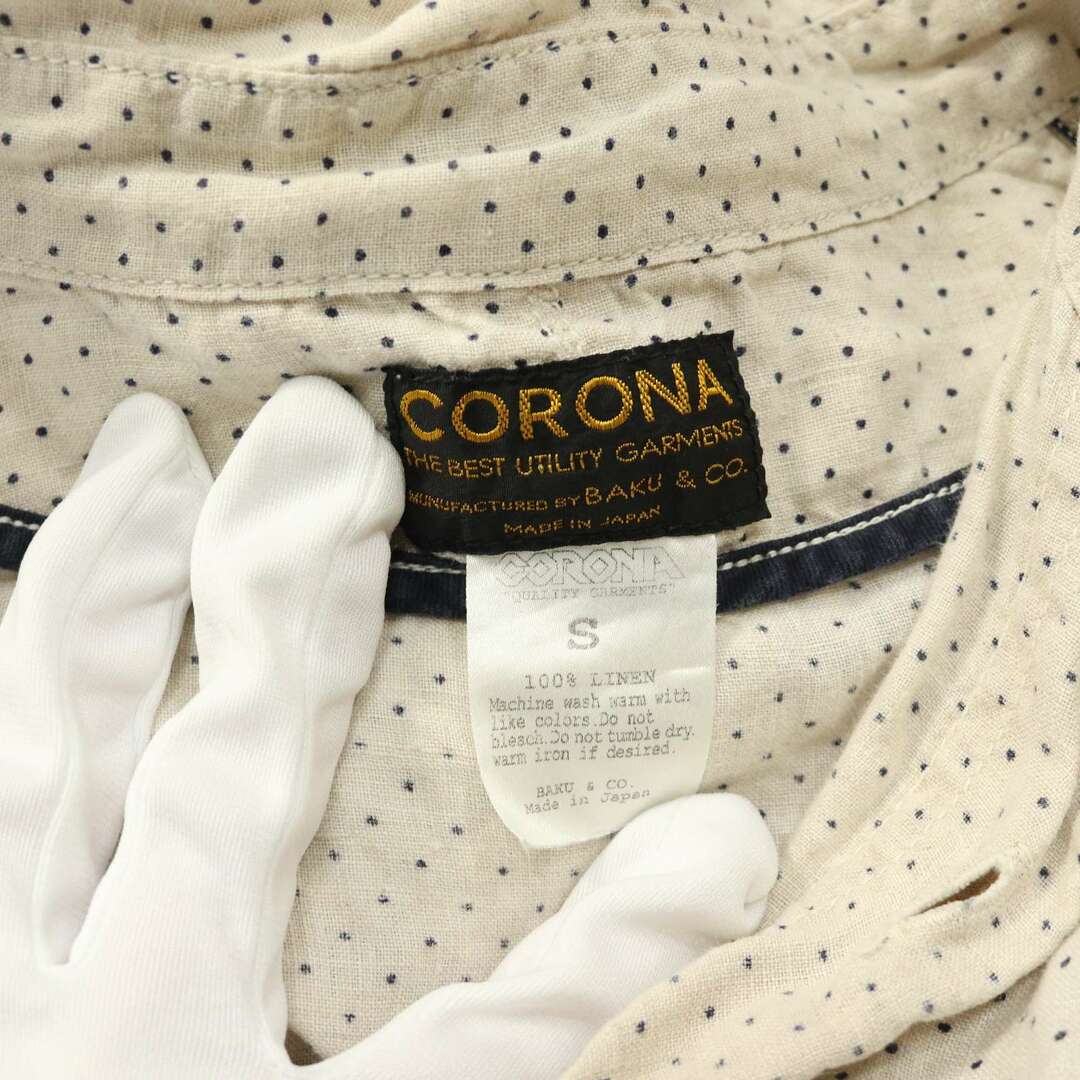 CORONA
THE BEST UTILITY GARMENTS
MUNUFACTURED BY BAKU & CO.
MADE IN JAPAN
CORONA
"QUALITY GARMENTS"
S
100% LINEN
Machine wash warm with
like colors.Do not
blesch.Do not tumble dry.
warm iron if desired.
BAKU & CO.
Made in Japan